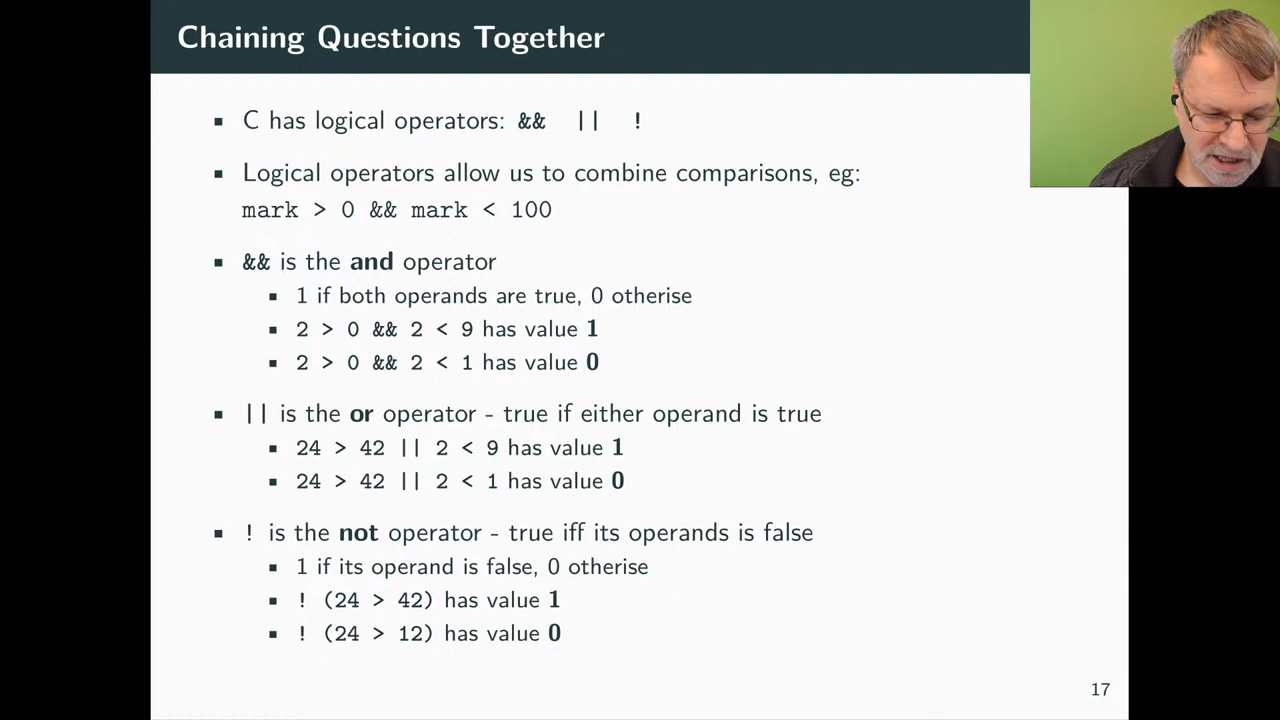 Chaining Questions Together
▪ C has logical operators: && || !
▪ Logical operators allow us to combine comparisons, eg:
mark > 0 && mark < 100
▪ && is the and operator
▪ 1 if both operands are true, 0 otherise
▪ 2 > 0 && 2 < 9 has value 1
▪ 2 > 0 && 2 < 1 has value 0
▪ || is the or operator - true if either operand is true
▪ 24 > 42 || 2 < 9 has value 1
▪ 24 > 42 || 2 < 1 has value 0
▪ ! is the not operator - true iff its operands is false
▪ 1 if its operand is false, 0 otherise
▪ ! (24 > 42) has value 1
▪ ! (24 > 12) has value 0
17